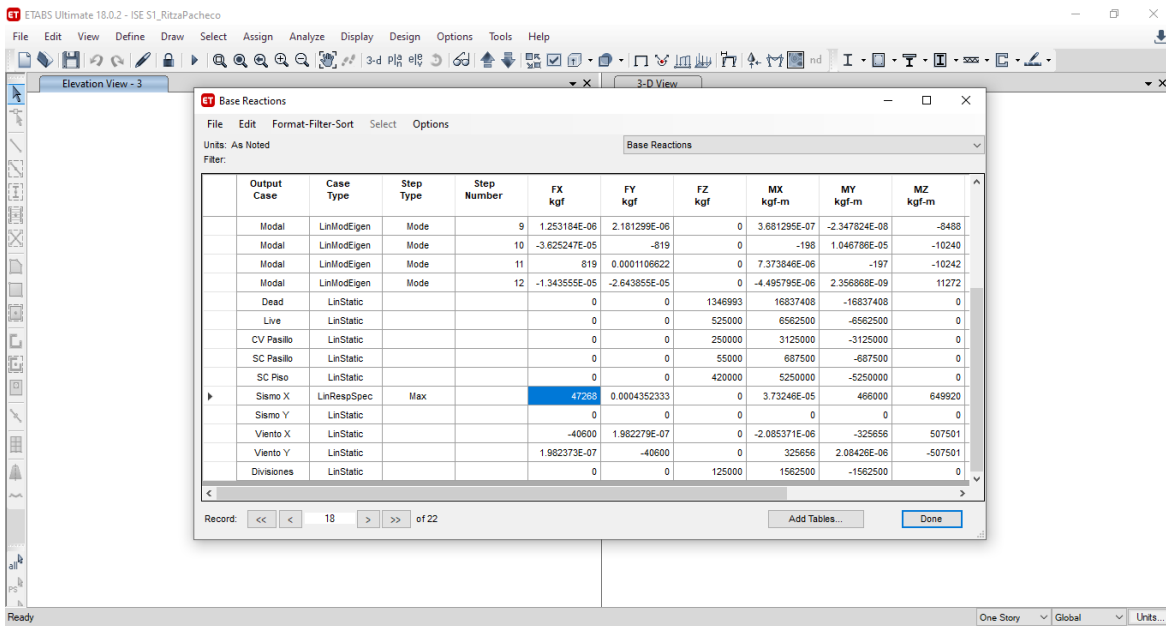 ETABS Ultimate 18.0.2 - ISE S1_RitzaPacheco
File Edit View Define Draw Select Assign Analyze Display Design Options Tools Help
3-d nd
Elevation View - 3 3-D View
Base Reactions
File Edit Format-Filter-Sort Select Options
Units: As Noted Base Reactions
Filter:
Output Case Case Type Step Type Step Number FX kgf FY kgf FZ kgf MX kgf-m MY kgf-m MZ kgf-m
Modal LinModEigen Mode 9 1.253184E-06 2.181299E-06 0 3.681295E-07 -2.347824E-08 -8488
Modal LinModEigen Mode 10 -3.625247E-05 -819 0 -198 1.046786E-05 -10240
Modal LinModEigen Mode 11 819 0.0001106622 0 7.373846E-06 -197 -10242
Modal LinModEigen Mode 12 -1.343555E-05 -2.643855E-05 0 -4.495795E-06 2.356868E-09 11272
Dead LinStatic 0 0 1346993 16837408 -16837408 0
Live LinStatic 0 0 525000 6562500 -6562500 0
CV Pasillo LinStatic 0 0 250000 3125000 -3125000 0
SC Pasillo LinStatic 0 0 55000 687500 -687500 0
SC Piso LinStatic 0 0 420000 5250000 -5250000 0
Sismo X LinRespSpec Max 47268 0.0004352333 0 3.73246E-05 466000 649920
Sismo Y LinStatic 0 0 0 0 0 0
Viento X LinStatic -40600 1.982279E-07 0 -2.085371E-06 -325656 507501
Viento Y LinStatic 1.982373E-07 -40600 0 325656 2.08426E-06 -507501
Divisiones LinStatic 0 0 125000 1562500 -1562500 0
Record: << < 18 > >> of 22 Add Tables... Done
all
ps
Ready One Story Global Units...